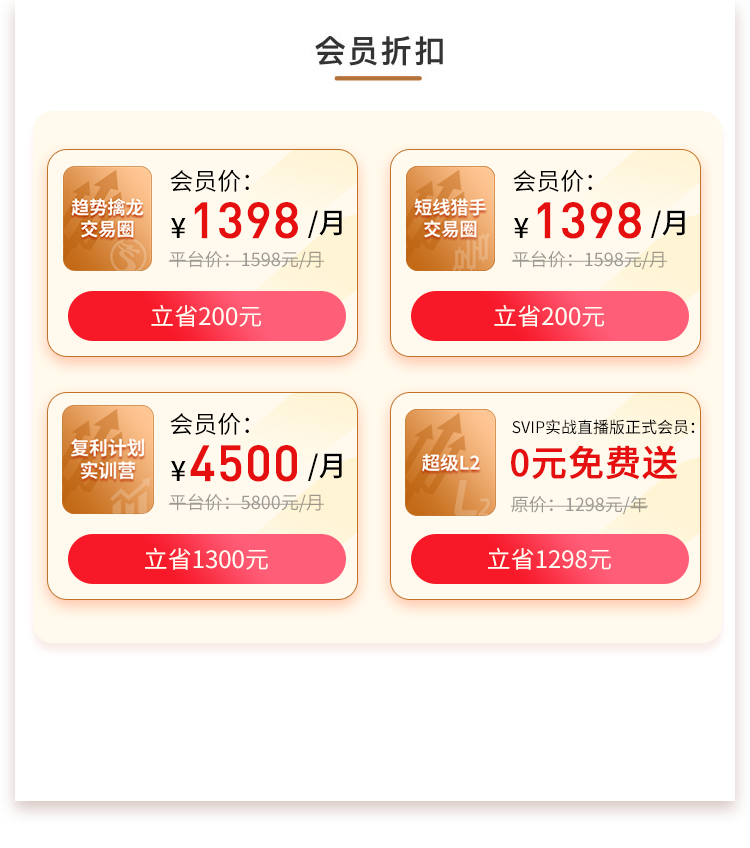 会员折扣
趋势擒龙
交易圈
会员价：
¥1398/月
平台价：1598元/月
立省200元
短线猎手
交易圈
会员价：
¥1398/月
平台价：1598元/月
立省200元
复利计划
实训营
会员价：
¥4500/月
平台价：5800元/月
立省1300元
超级L2
L2
SVIP实战直播版正式会员：
0元免费送
原价：1298元/年
立省1298元